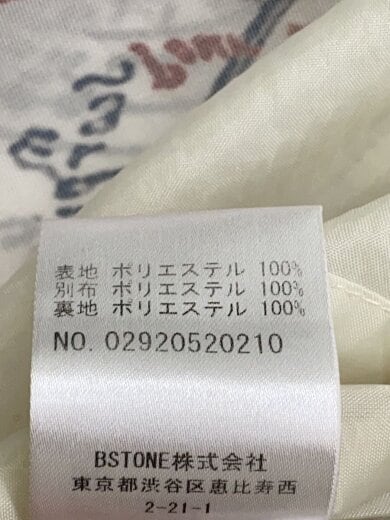 表地 ポリエステル 100%
別布 ポリエステル 100%
裏地 ポリエステル 100%
NO. 02920520210
BSTONE株式会社
東京都渋谷区恵比寿西
2-21-1